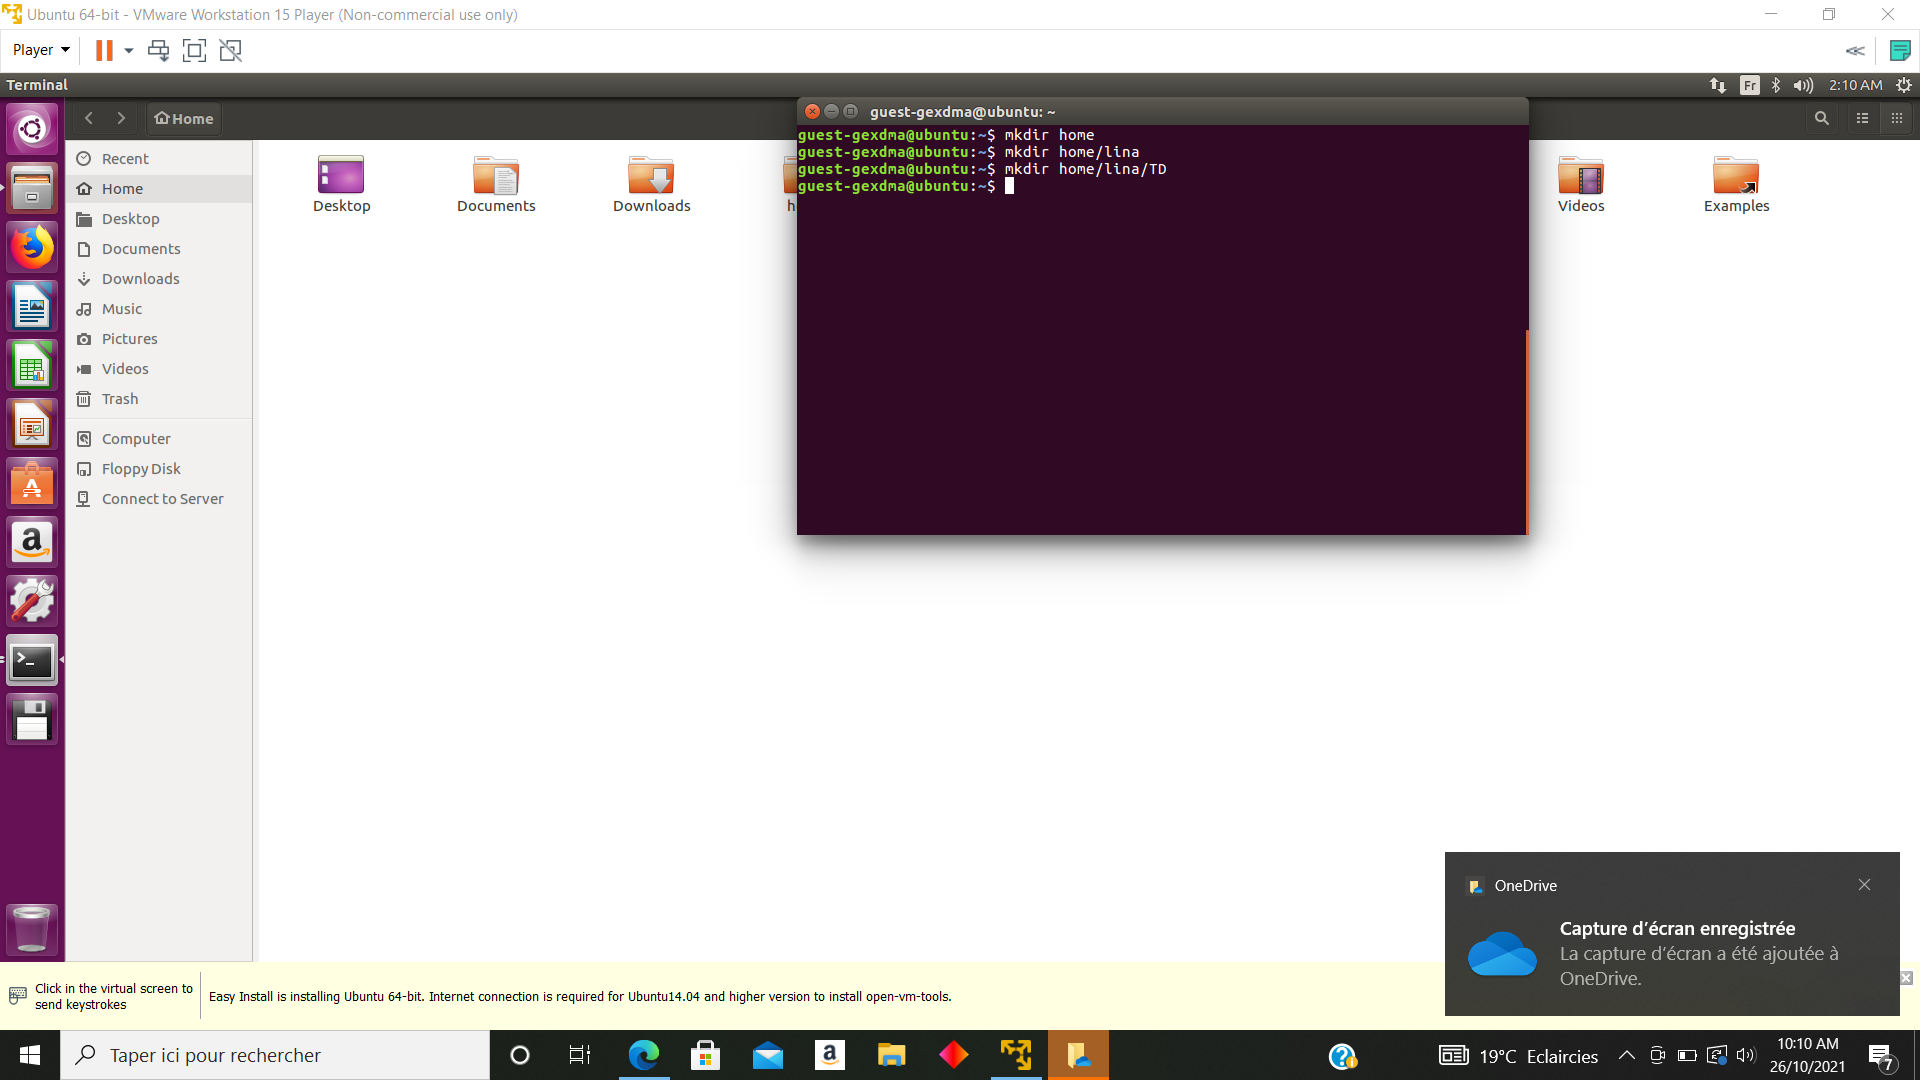 Ubuntu 64-bit - VMware Workstation 15 Player (Non-commercial use only)
Player
Terminal
Fr
2:10 AM
Home
guest-gexdma@ubuntu: ~
guest-gexdma@ubuntu:~$ mkdir home
guest-gexdma@ubuntu:~$ mkdir home/lina
guest-gexdma@ubuntu:~$ mkdir home/lina/TD
guest-gexdma@ubuntu:~$
Recent
Home
Desktop
Documents
Downloads
Music
Pictures
Videos
Trash
Computer
Floppy Disk
Connect to Server
Desktop
Documents
Downloads
h
Videos
Examples
OneDrive
Capture d’écran enregistrée
La capture d’écran a été ajoutée à
OneDrive.
Click in the virtual screen to
send keystrokes
Easy Install is installing Ubuntu 64-bit. Internet connection is required for Ubuntu14.04 and higher version to install open-vm-tools.
Taper ici pour rechercher
19°C Eclaircies
10:10 AM
26/10/2021
7